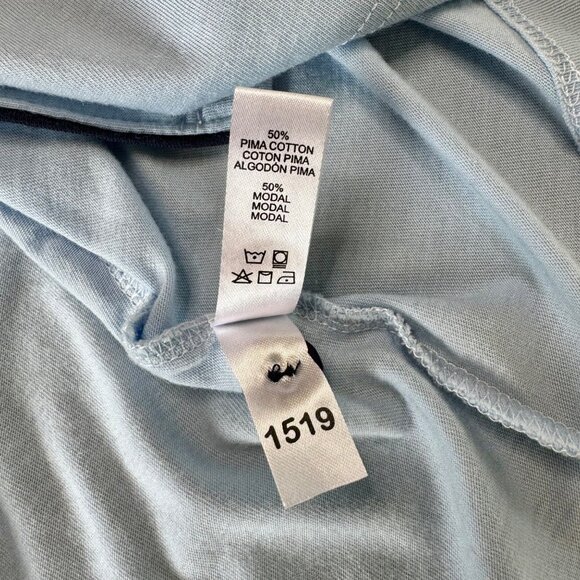 50%
PIMA COTTON
COTON PIMA
ALGODÓN PIMA
50%
MODAL
MODAL
MODAL
1519